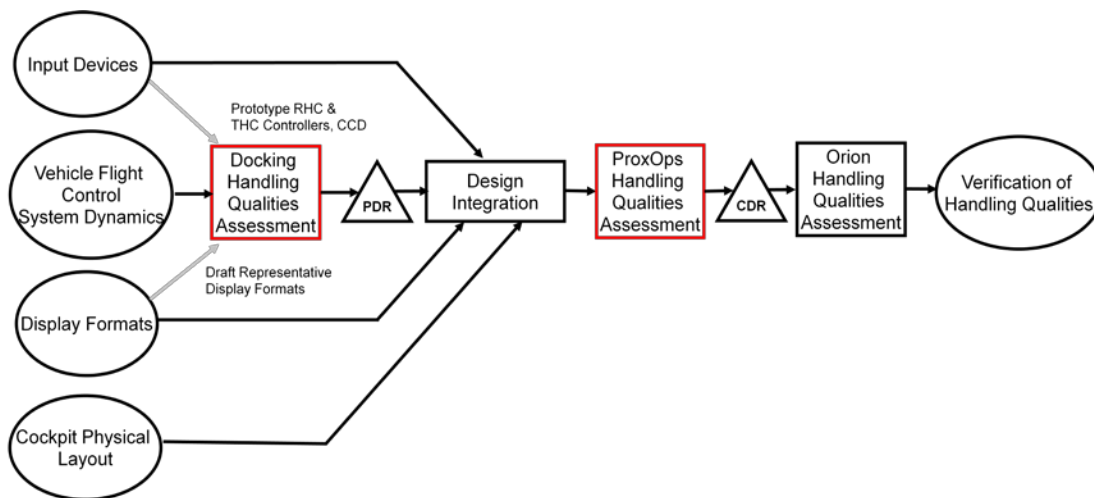 Input Devices
Prototype RHC &
THC Controllers, CCD
Vehicle Flight
Control
System Dynamics
Docking
Handling
Qualities
Assessment
PDR
Design
Integration
ProxOps
Handling
Qualities
Assessment
CDR
Orion
Handling
Qualities
Assessment
Verification of
Handling Qualities
Draft Representative
Display Formats
Display Formats
Cockpit Physical
Layout